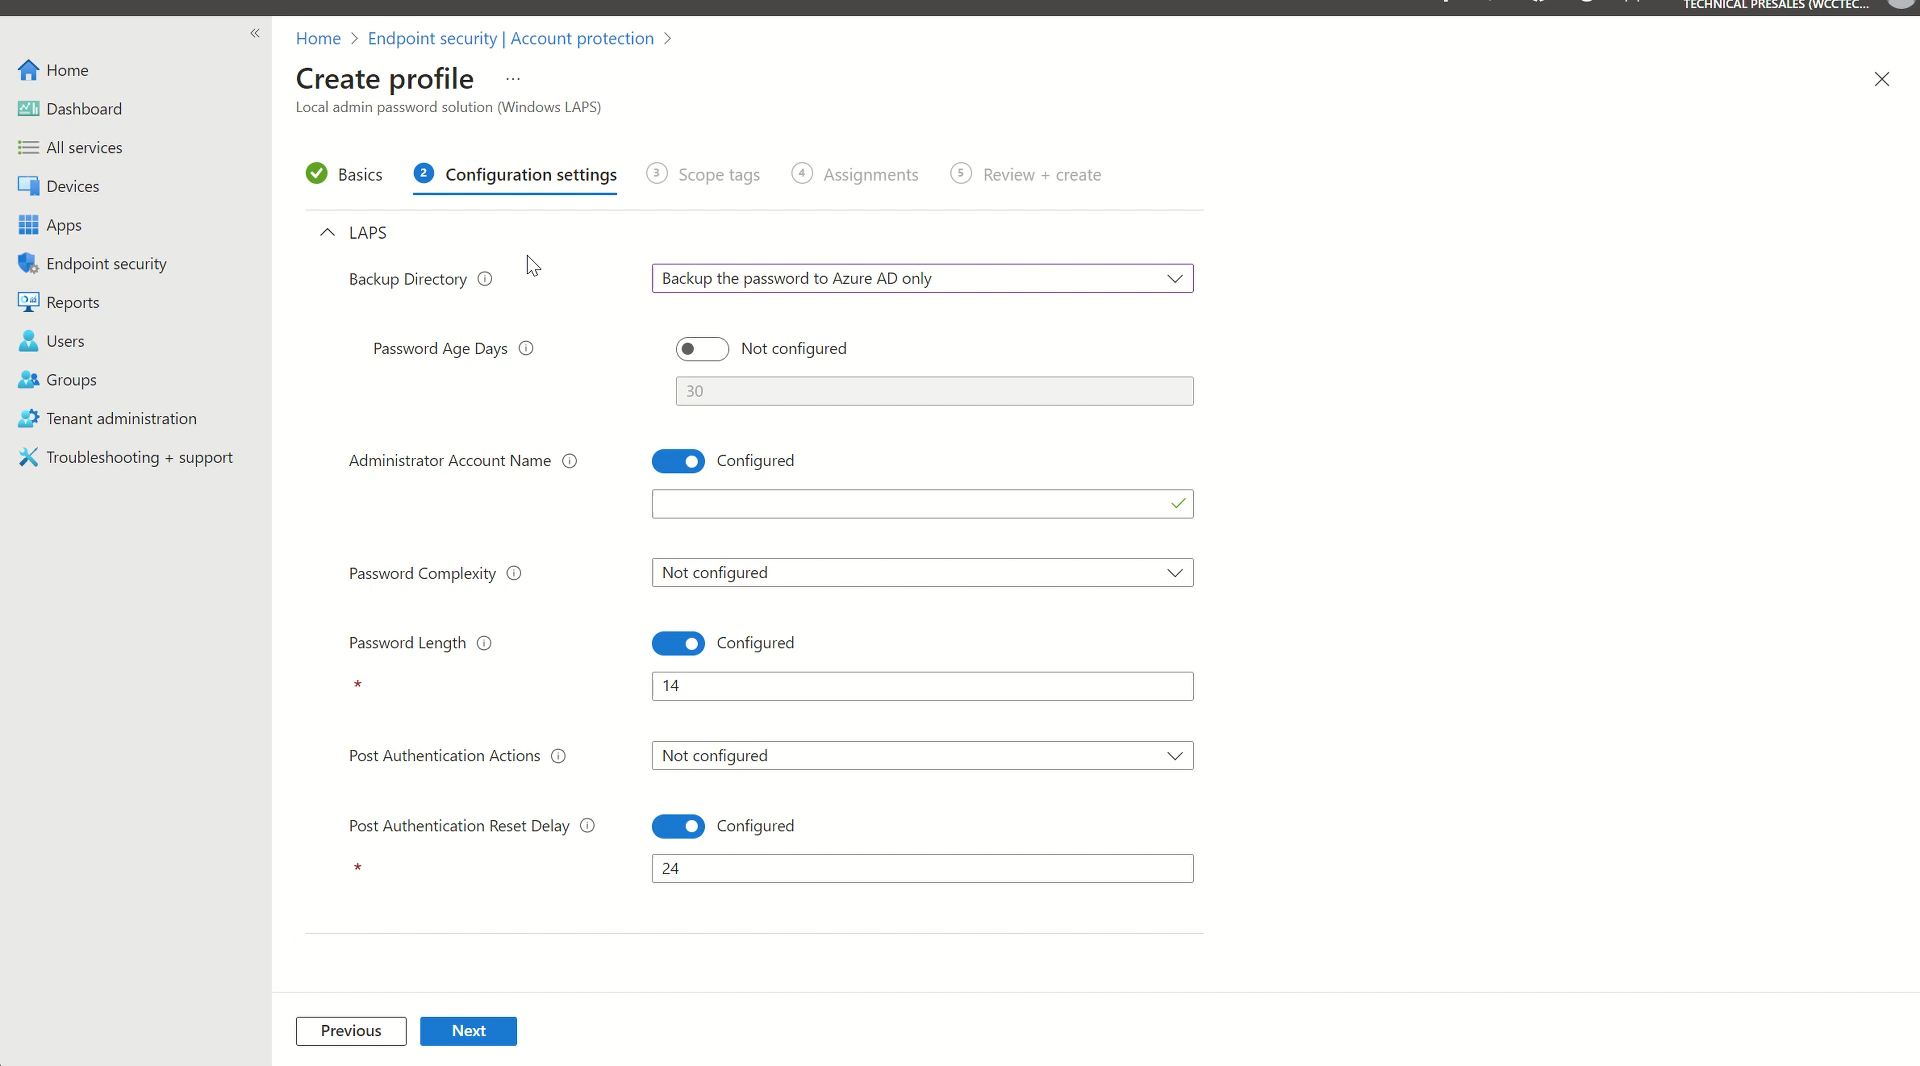 TECHNICAL PRESALES (WCCTEC...
Home
Dashboard
All services
Devices
Apps
Endpoint security
Reports
Users
Groups
Tenant administration
Troubleshooting + support
Home > Endpoint security | Account protection >
Create profile ...
Local admin password solution (Windows LAPS)
Basics 2 Configuration settings 3 Scope tags 4 Assignments 5 Review + create
LAPS
Backup Directory Backup the password to Azure AD only
Password Age Days Not configured
30
Administrator Account Name Configured
Password Complexity Not configured
Password Length Configured
* 14
Post Authentication Actions Not configured
Post Authentication Reset Delay Configured
* 24
Previous Next